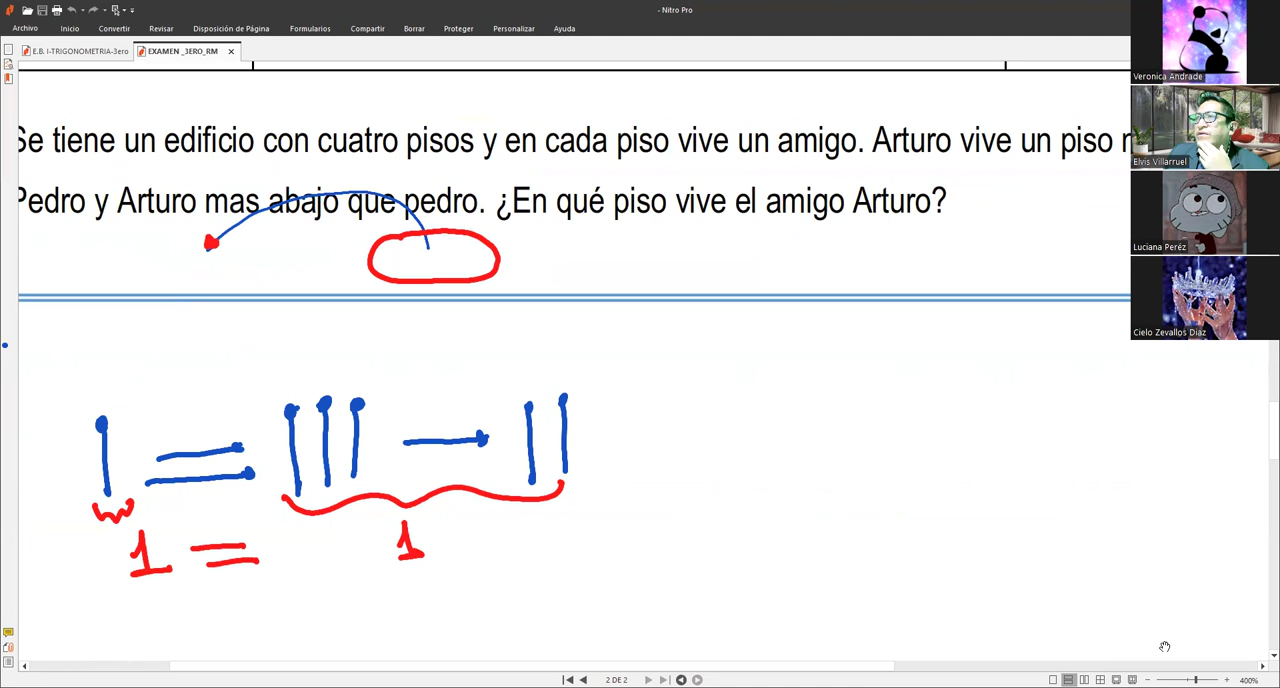 - Nitro Pro
Archivo Inicio Convertir Revisar Disposición de Página Formularios Compartir Borrar Proteger Personalizar Ayuda
E.B. I-TRIGONOMETRIA-3ero EXAMEN _3ERO_RM
Se tiene un edificio con cuatro pisos y en cada piso vive un amigo. Arturo vive un piso
Pedro y Arturo mas abajo que pedro. ¿En qué piso vive el amigo Arturo?
1 = 1
Veronica Andrade
Elvis Villarruel
Luciana Peréz
Cielo Zevallos Diaz
2 DE 2
400%